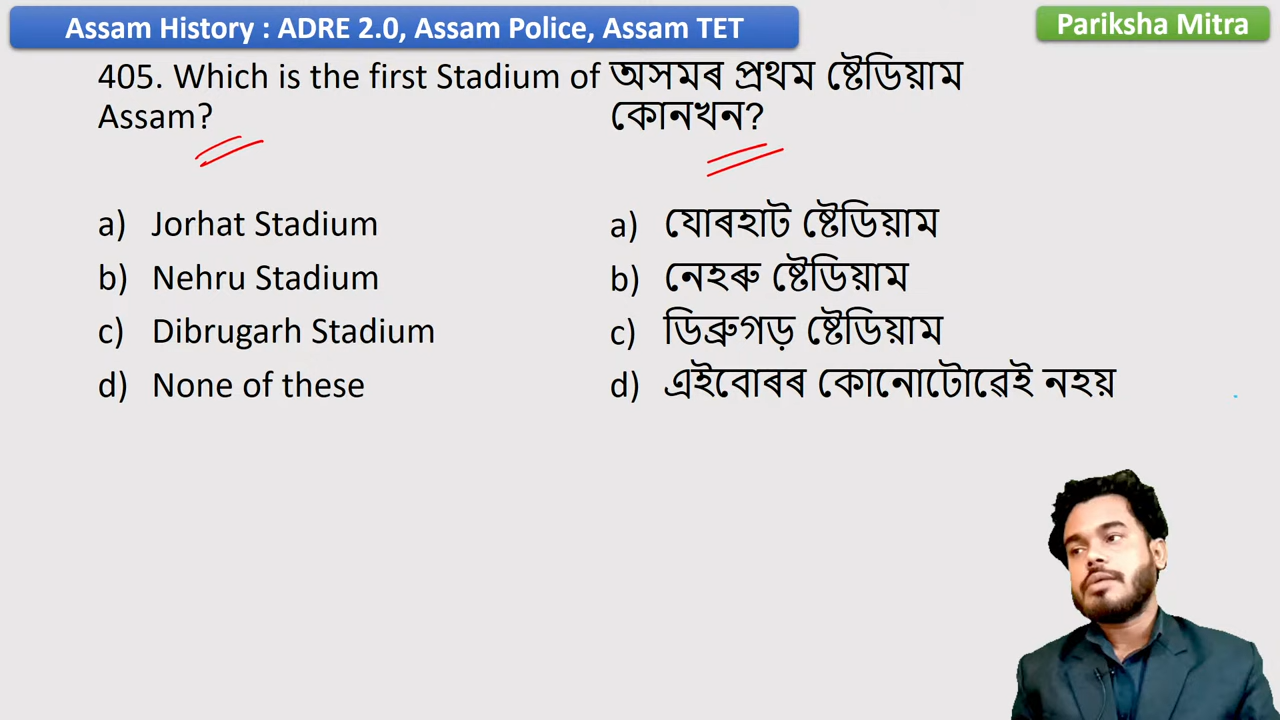 Assam History : ADRE 2.0, Assam Police, Assam TET
Pariksha Mitra
405. Which is the first Stadium of
Assam?
অসমৰ প্ৰথম ষ্টেডিয়াম
কোনখন?
a) Jorhat Stadium
b) Nehru Stadium
c) Dibrugarh Stadium
d) None of these
a) যোৰহাট ষ্টেডিয়াম
b) নেহৰু ষ্টেডিয়াম
c) ডিব্ৰুগড় ষ্টেডিয়াম
d) এইবোৰৰ কোনোটোৱেই নহয়